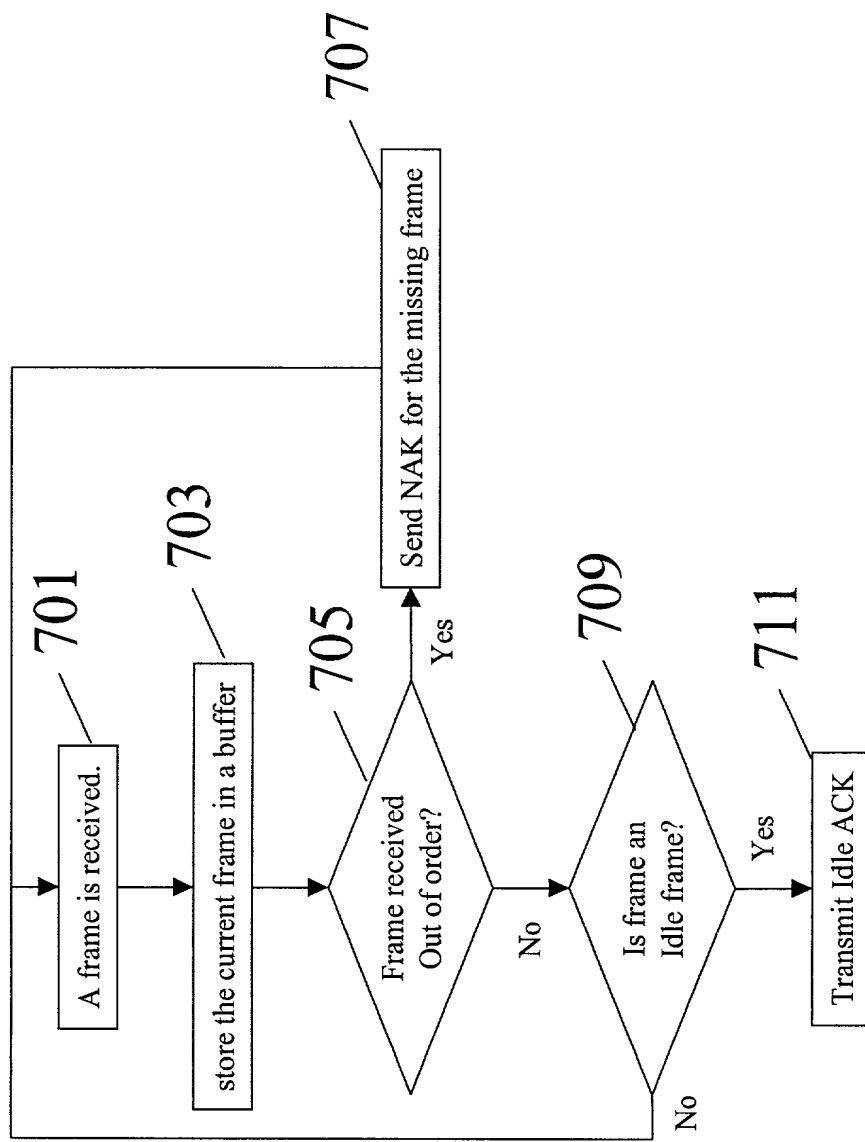 701
A frame is received.
703
store the current frame in a buffer
705
Frame received
Out of order?
Yes
707
Send NAK for the missing frame
No
709
Is frame an
Idle frame?
No
Yes
711
Transmit Idle ACK